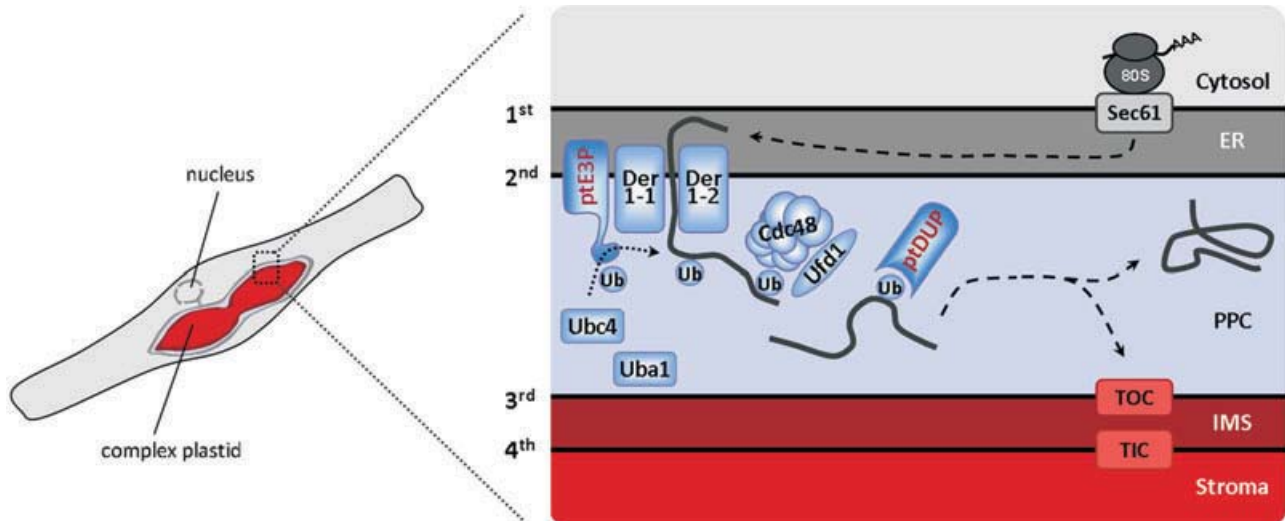 nucleus
complex plastid
1st
2nd
3rd
4th
AAA
80S
Cytosol
Sec61
ER
ptE3P
Der
1-1
Der
1-2
Cdc48
Ufd1
ptDUP
Ub
Ub
Ub
Ub
Ubc4
Uba1
PPC
TOC
IMS
TIC
Stroma